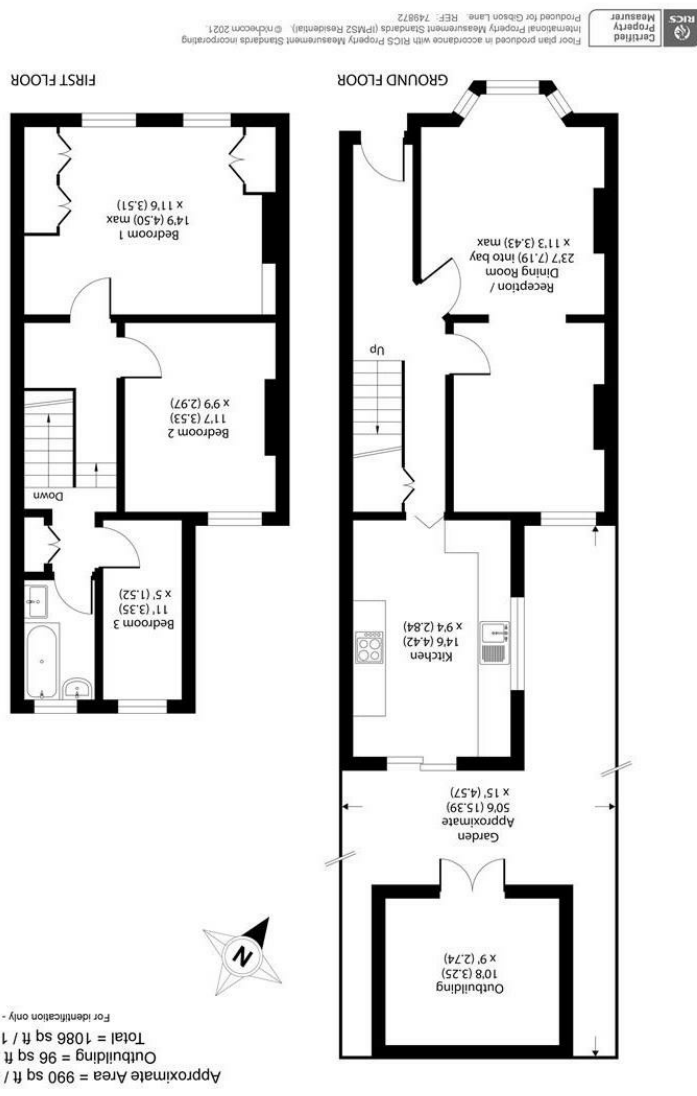 Approximate Area = 990 sq ft /
Outbuilding = 96 sq ft
Total = 1086 sq ft / 1
For identification only -
N
Outbuilding
10'8 (3.25)
x 9' (2.74)
Garden
Approximate
50'6 (15.39)
x 15' (4.57)
Kitchen
14'6 (4.42)
x 9'4 (2.84)
Up
Reception /
Dining Room
23'7 (7.19) into bay
x 11'3 (3.43) max
GROUND FLOOR
Bedroom 3
11' (3.35)
x 5' (1.52)
Down
Bedroom 2
11'7 (3.53)
x 9'9 (2.97)
Bedroom 1
14'9 (4.50) max
x 11'6 (3.51)
FIRST FLOOR
Certified
Property
Measurer
RICS
Floor plan produced in accordance with RICS Property Measurement Standards incorporating
International Property Measurement Standards (IPMS2 Residential). ©nichecom 2021.
Produced for Gibson Lane. REF: 749872